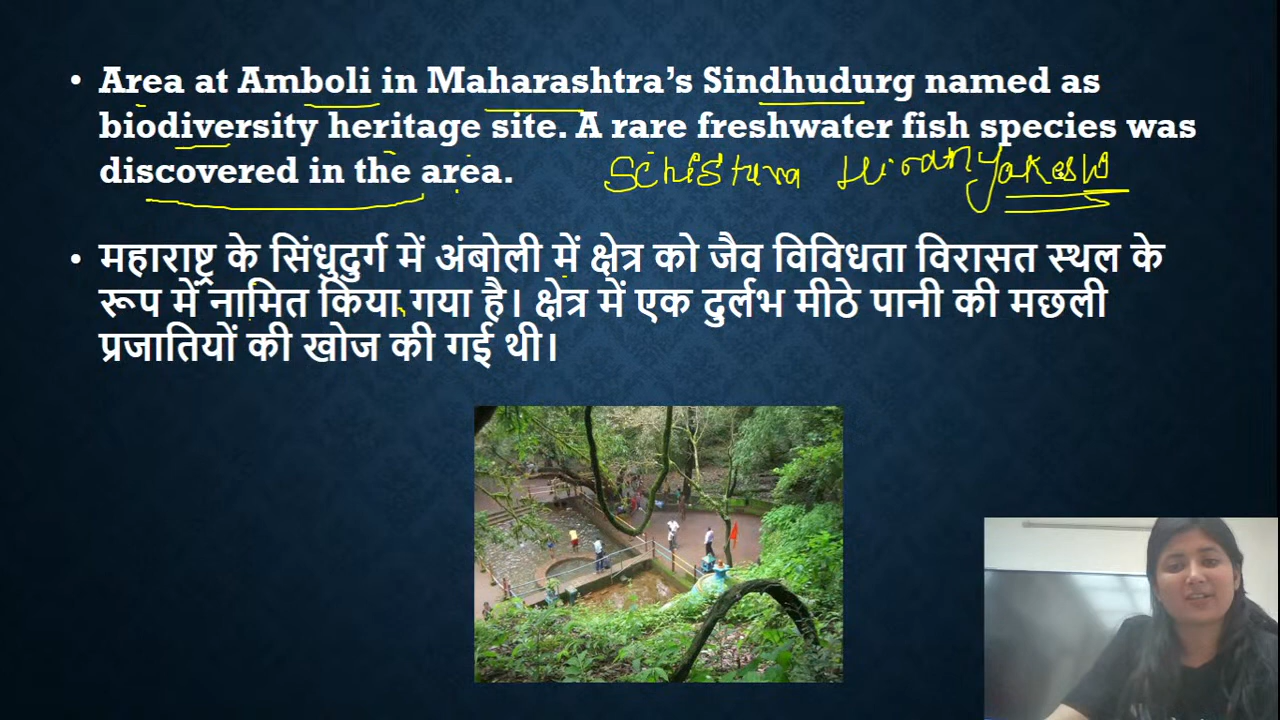 • Area at Amboli in Maharashtra's Sindhudurg named as
biodiversity heritage site. A rare freshwater fish species was
discovered in the area. Schistura Hiranyakeshi
• महाराष्ट्र के सिंधुदुर्ग में अंबोली में क्षेत्र को जैव विविधता विरासत स्थल के
रूप में नामित किया गया है। क्षेत्र में एक दुर्लभ मीठे पानी की मछली
प्रजातियों की खोज की गई थी।